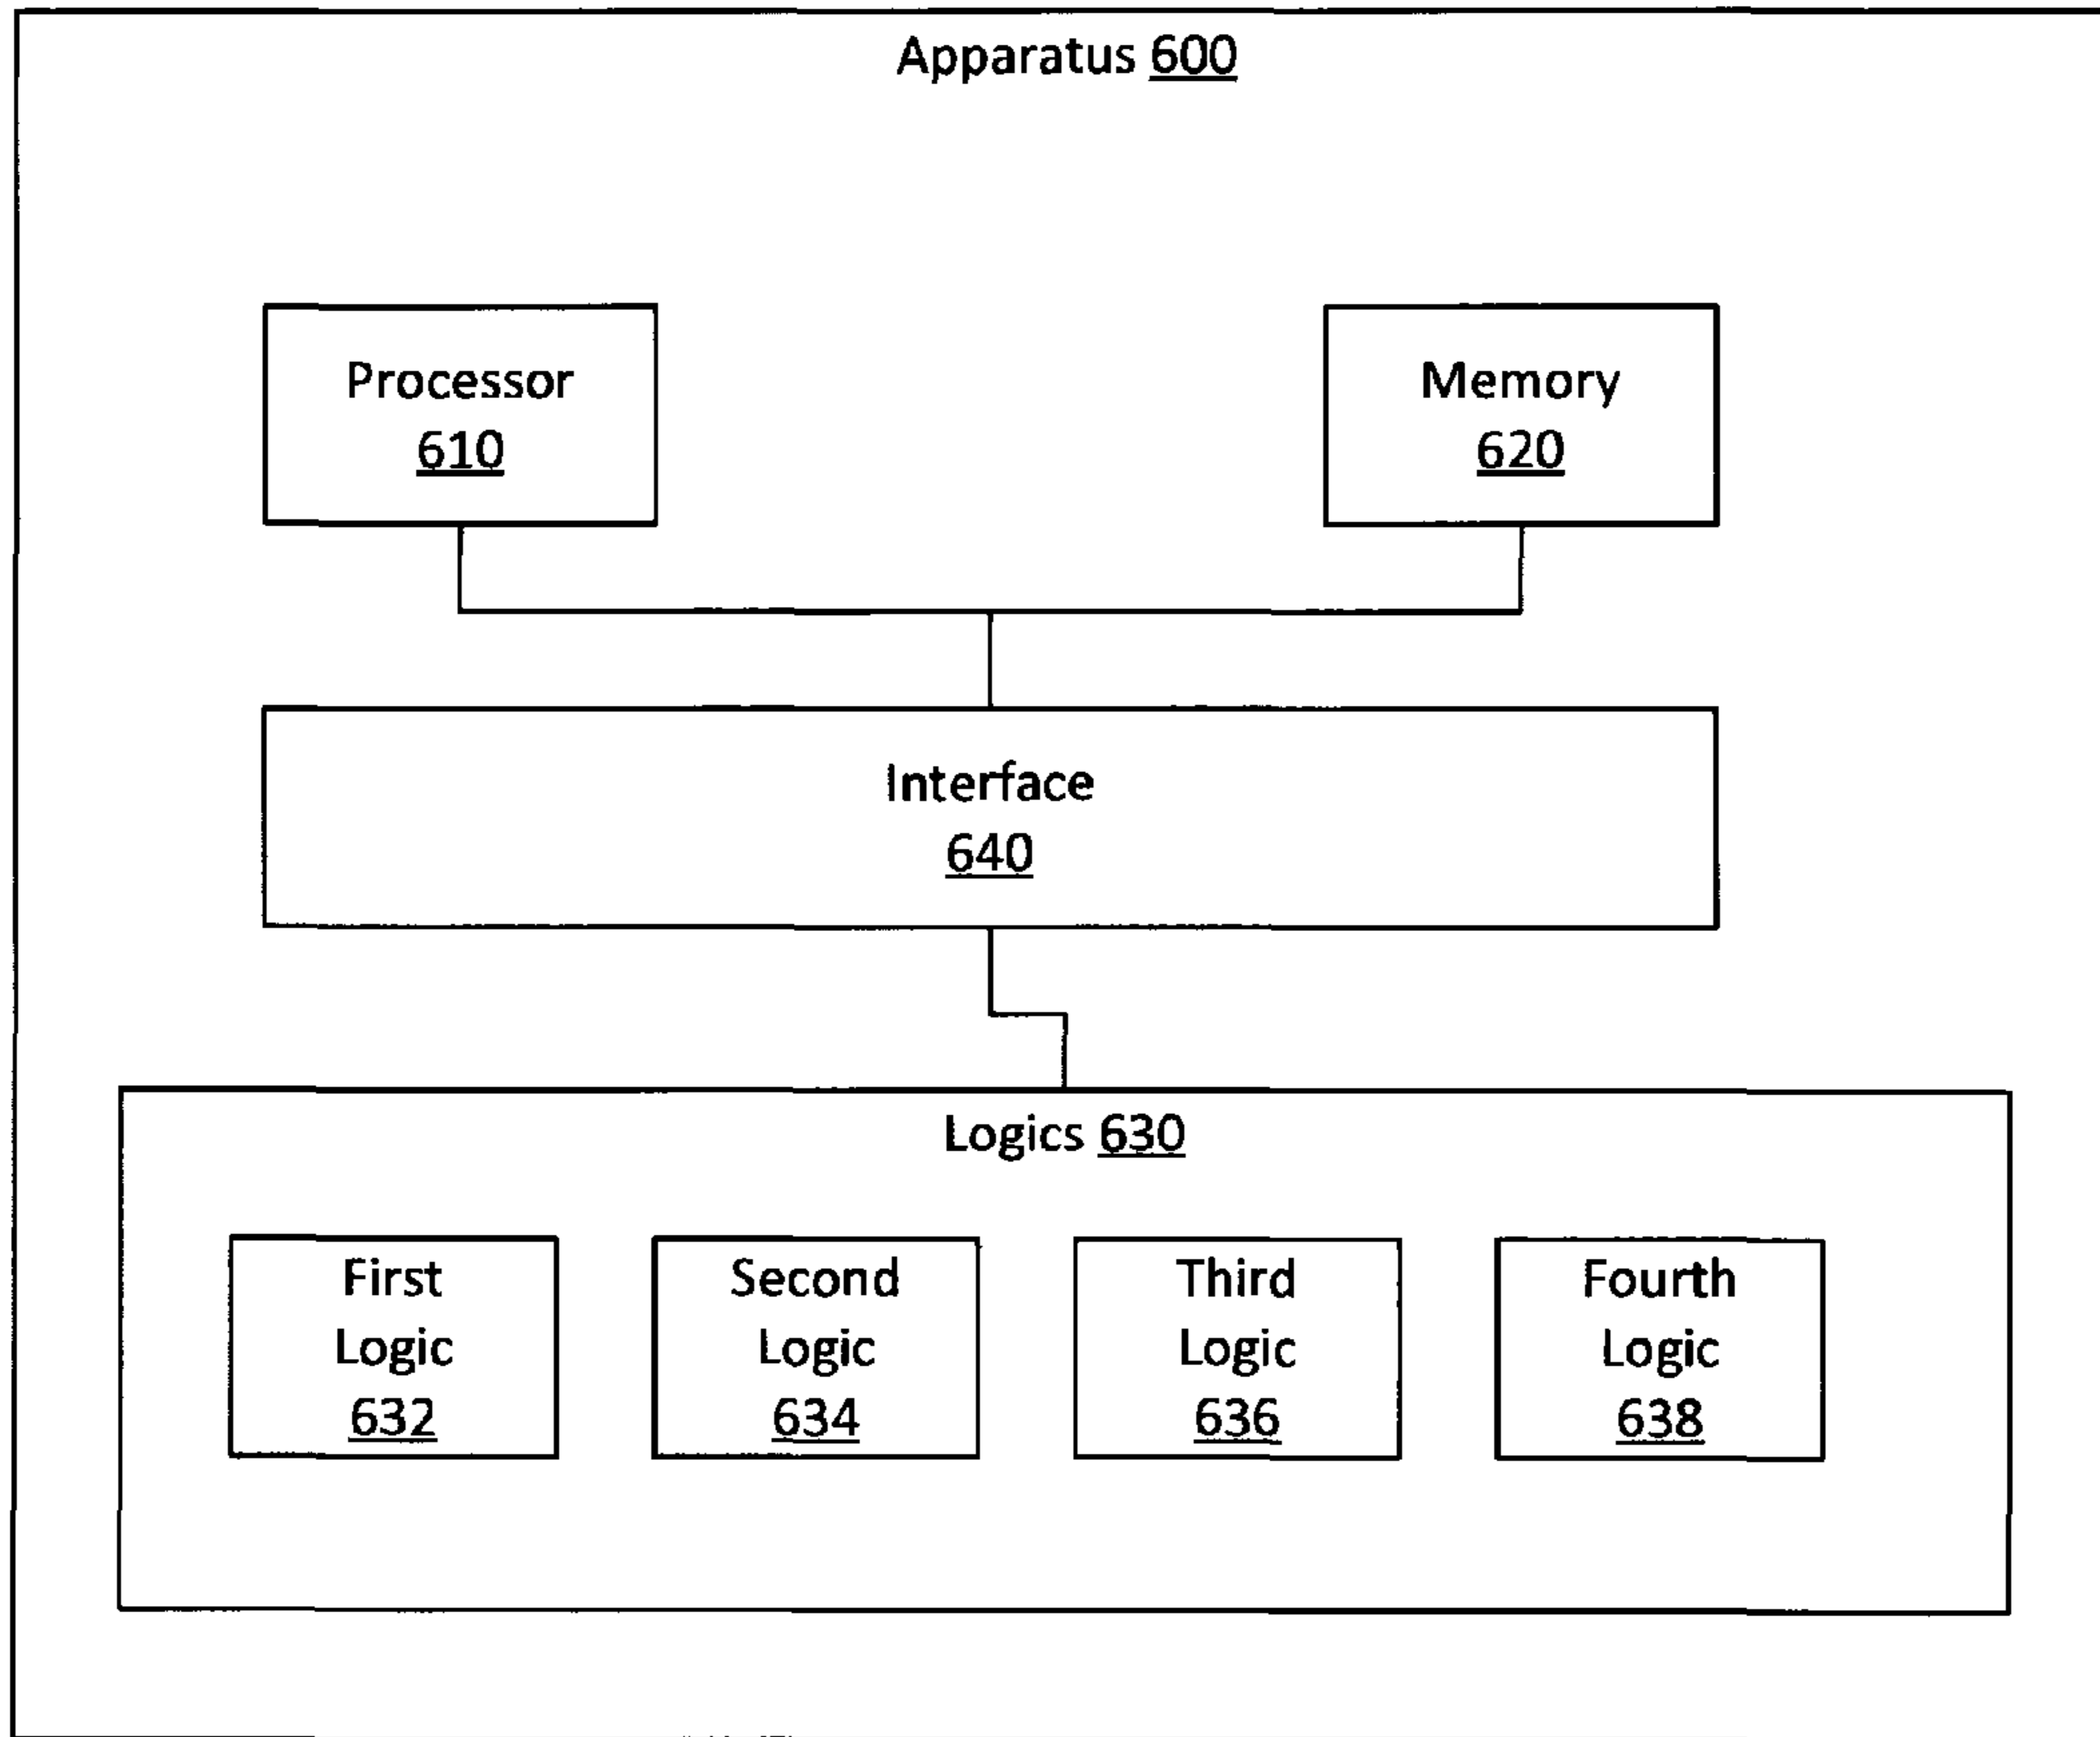 Apparatus 600
Processor
610
Memory
620
Interface
640
Logics 630
First
Logic
632
Second
Logic
634
Third
Logic
636
Fourth
Logic
638